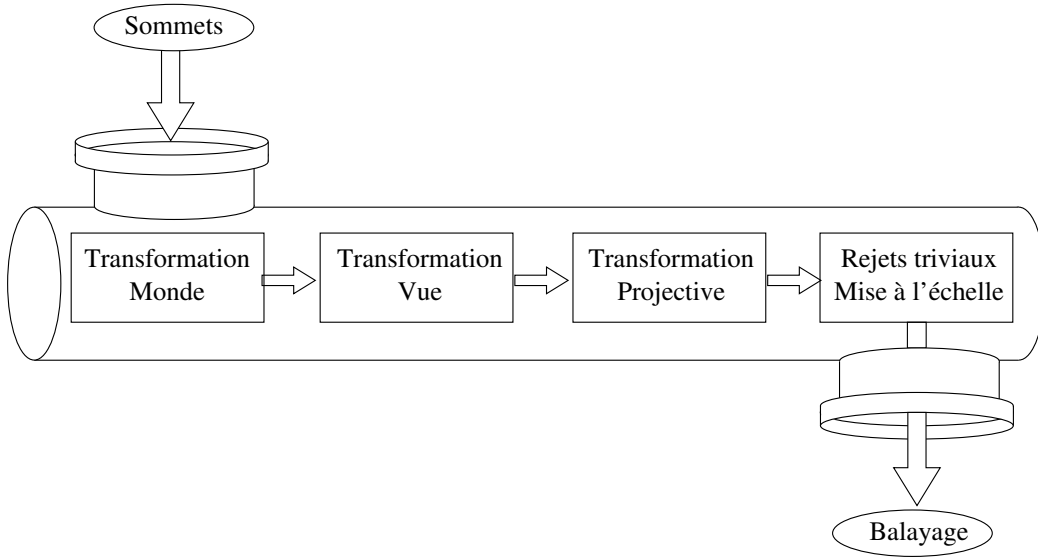 Sommets
Transformation
Monde
Transformation
Vue
Transformation
Projective
Rejets triviaux
Mise à l'échelle
Balayage